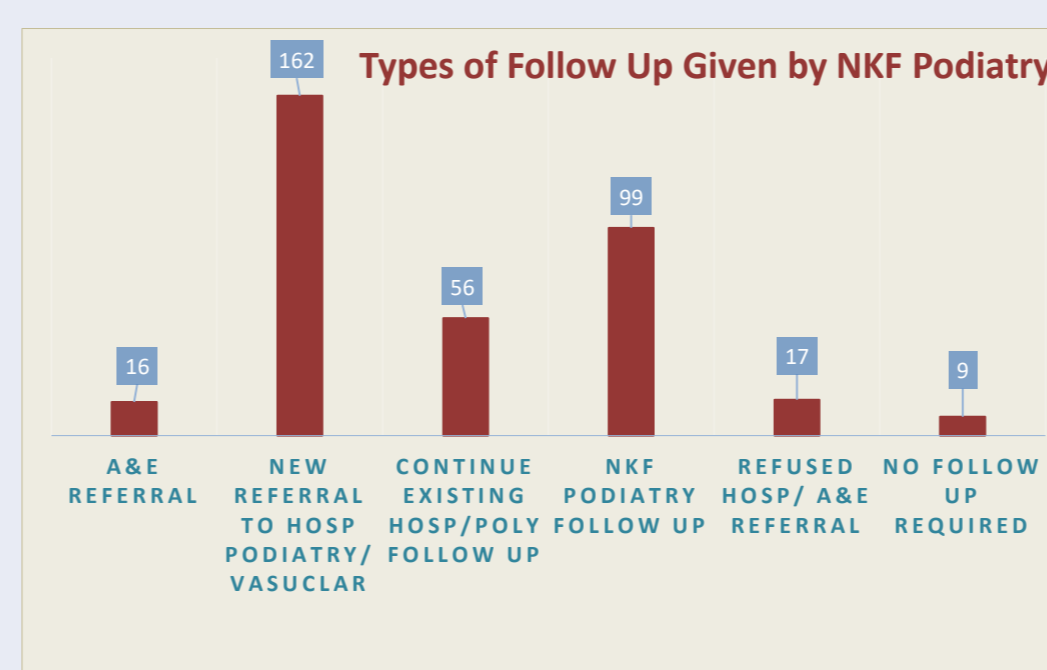 Types of Follow Up Given by NKF Podiatry
162
99
56
16
17
9
A&E
REFERRAL
NEW
REFERRAL
TO HOSP
PODIATRY/
VASUCLAR
CONTINUE
EXISTING
HOSP/POLY
FOLLOW UP
NKF
PODIATRY
FOLLOW UP
REFUSED
HOSP/ A&E
REFERRAL
NO FOLLOW
UP
REQUIRED